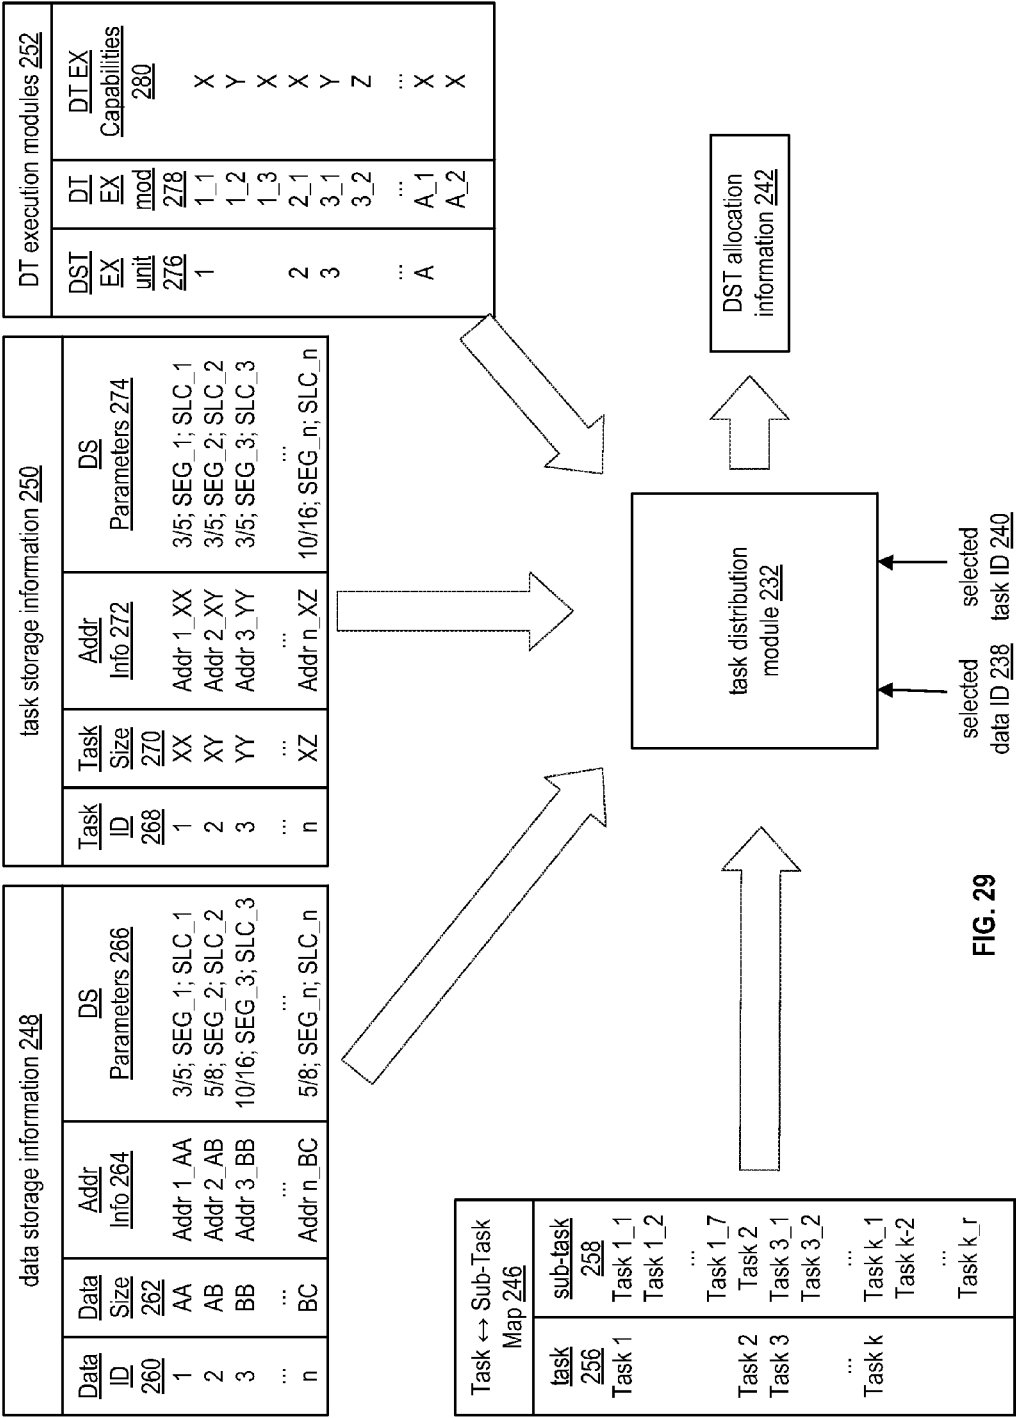 data storage information 248
Data ID 260
Data Size 262
Addr Info 264
DS Parameters 266
1 AA Addr 1_AA 3/5; SEG_1; SLC_1
2 AB Addr 2_AB 5/8; SEG_2; SLC_2
3 BB Addr 3_BB 10/16; SEG_3; SLC_3
... ... ... ...
n BC Addr n_BC 5/8; SEG_n; SLC_n
task storage information 250
Task ID 268
Task Size 270
Addr Info 272
DS Parameters 274
1 XX Addr 1_XX 3/5; SEG_1; SLC_1
2 XY Addr 2_XY 3/5; SEG_2; SLC_2
3 YY Addr 3_YY 3/5; SEG_3; SLC_3
... ... ... ...
n XZ Addr n_XZ 10/16; SEG_n; SLC_n
DT execution modules 252
DST EX unit 276
DT EX mod 278
DT EX Capabilities 280
1 1_1 X
1_2 Y
1_3 X
2 2_1 X
3 3_1 Y
3_2 Z
... ... ...
A A_1 X
A_2 X
Task ↔ Sub-Task
Map 246
task 256
sub-task 258
Task 1 Task 1_1
Task 1_2
...
Task 1_7
Task 2 Task 2
Task 3 Task 3_1
Task 3_2
... ...
Task k Task k_1
Task k-2
...
Task k_r
task distribution
module 232
DST allocation
information 242
selected
data ID 238
selected
task ID 240
FIG. 29